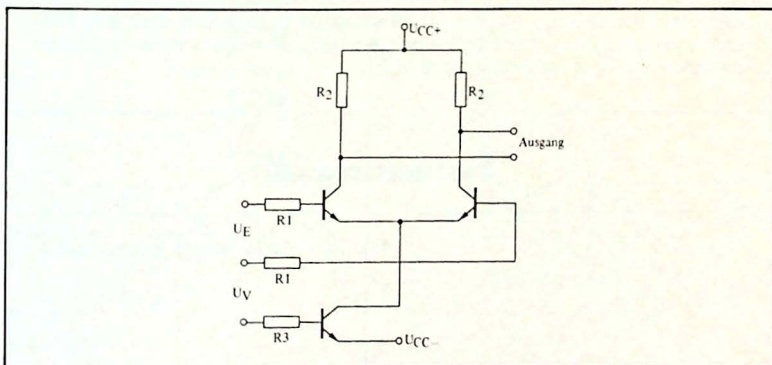 UCC+
R2
R2
Ausgang
R1
UE
R1
UV
R3
UCC–